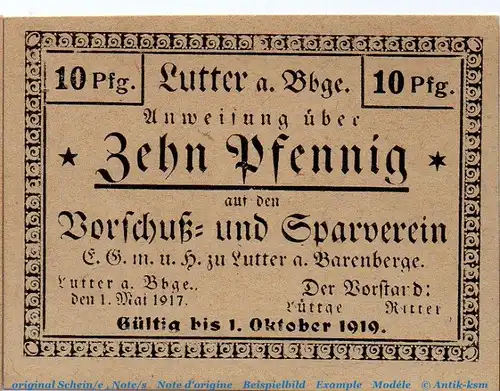 10 Pfg. Lutter a. Bbge. 10 Pfg.
Anweisung über
Zehn Pfennig
auf den
Vorschuß- und Sparverein
E. G. m. u. H. zu Lutter a. Barenberge.
Lutter a. Bbge., Der Vorstand:
den 1. Mai 1917. Lüttge Ritter
Gültig bis 1. Oktober 1919.
original Schein/e , Note/s Note d'origine Beispielbild Example Modéle © Antik-ksm